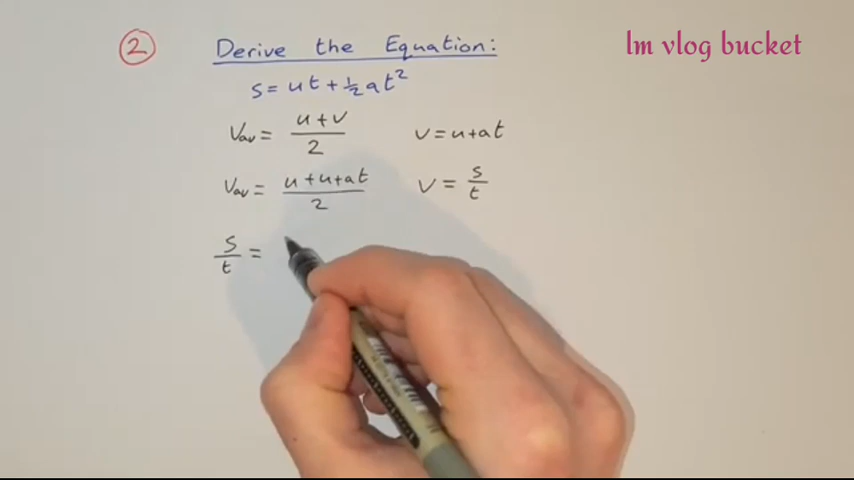 ② Derive the Equation:
lm vlog bucket
s = ut + ½at²
Vav = u+v/2
v = u+at
Vav = u+u+at/2
v = s/t
s/t =